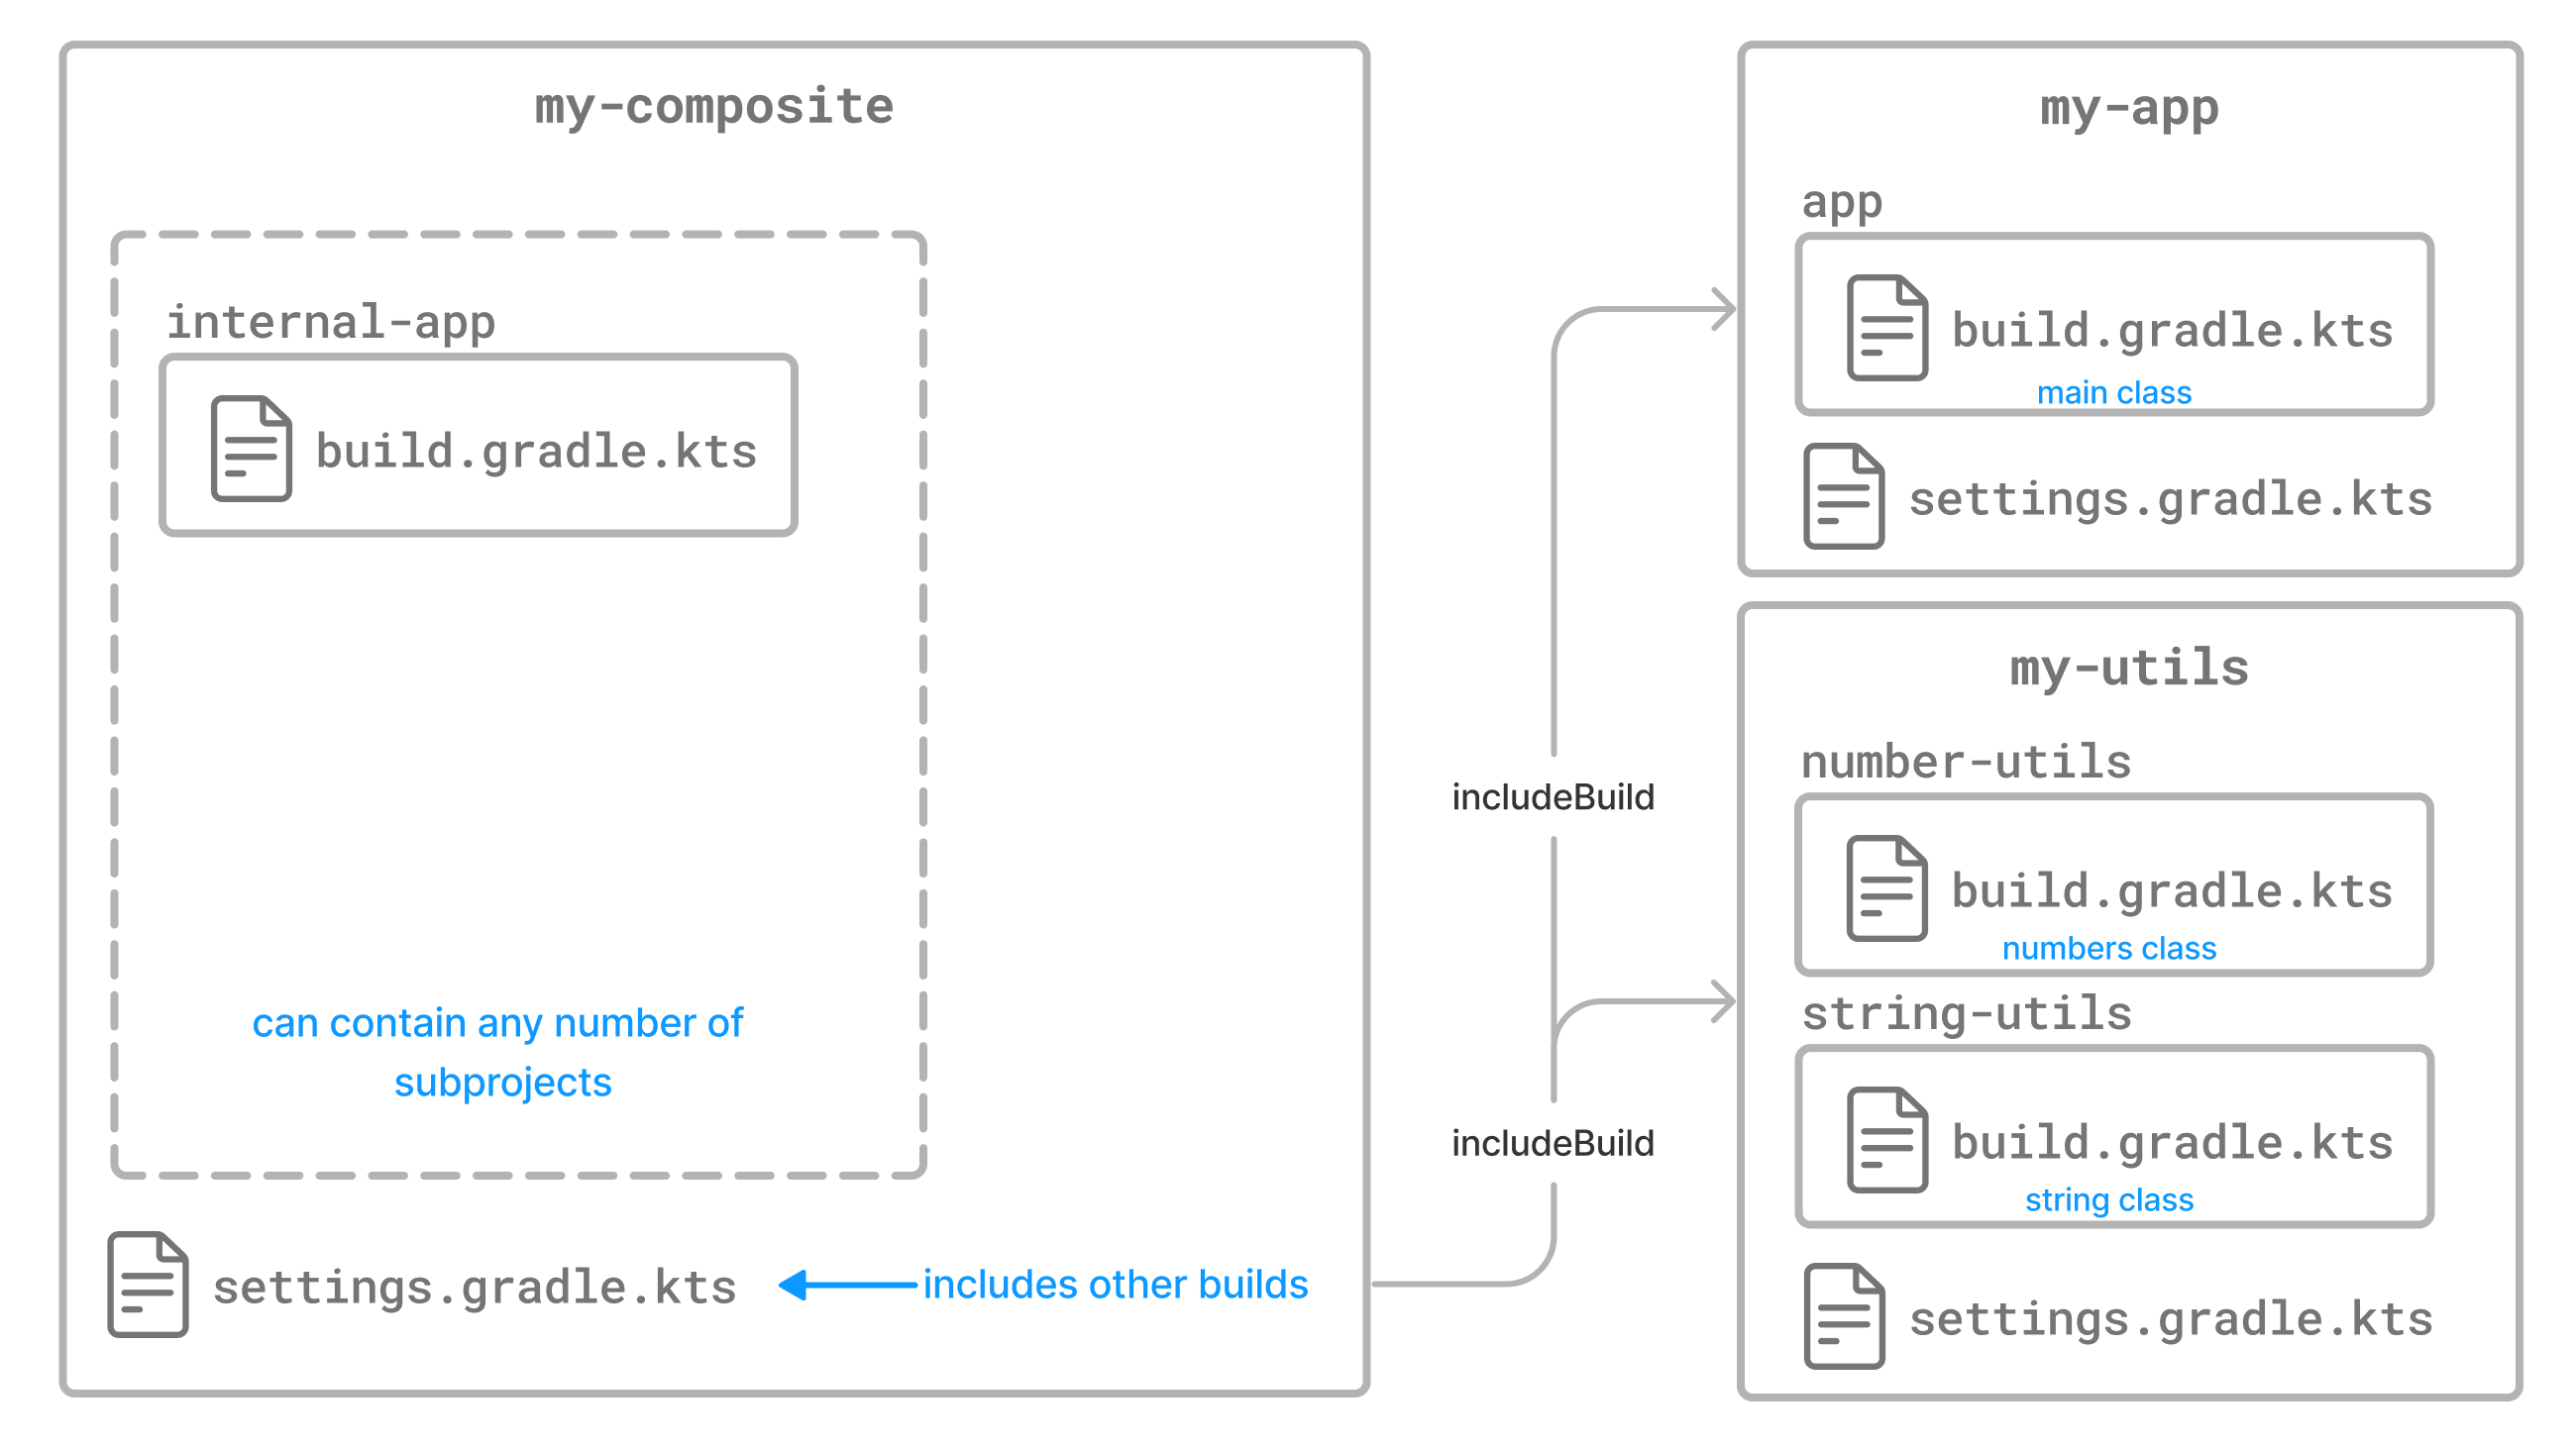 my-composite
internal-app
build.gradle.kts
can contain any number of
subprojects
settings.gradle.kts
includes other builds
includeBuild
includeBuild
my-app
app
build.gradle.kts
main class
settings.gradle.kts
my-utils
number-utils
build.gradle.kts
numbers class
string-utils
build.gradle.kts
string class
settings.gradle.kts